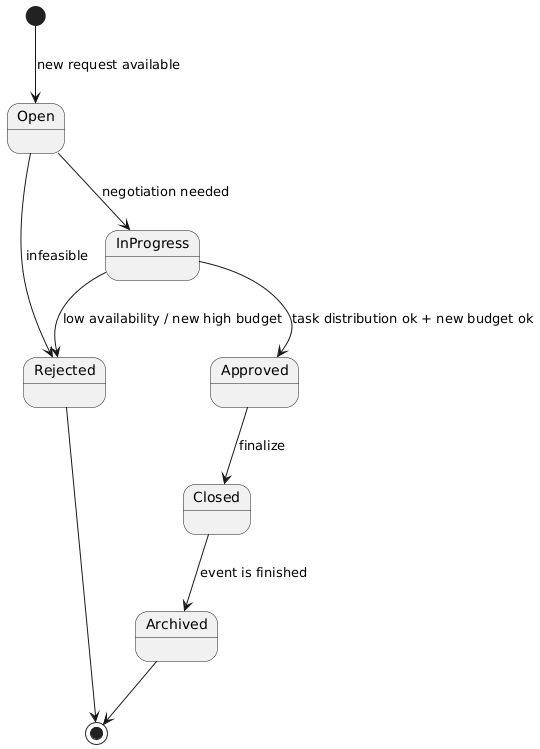 new request available
Open
negotiation needed
InProgress
infeasible
low availability / new high budget
task distribution ok + new budget ok
Rejected
Approved
finalize
Closed
event is finished
Archived